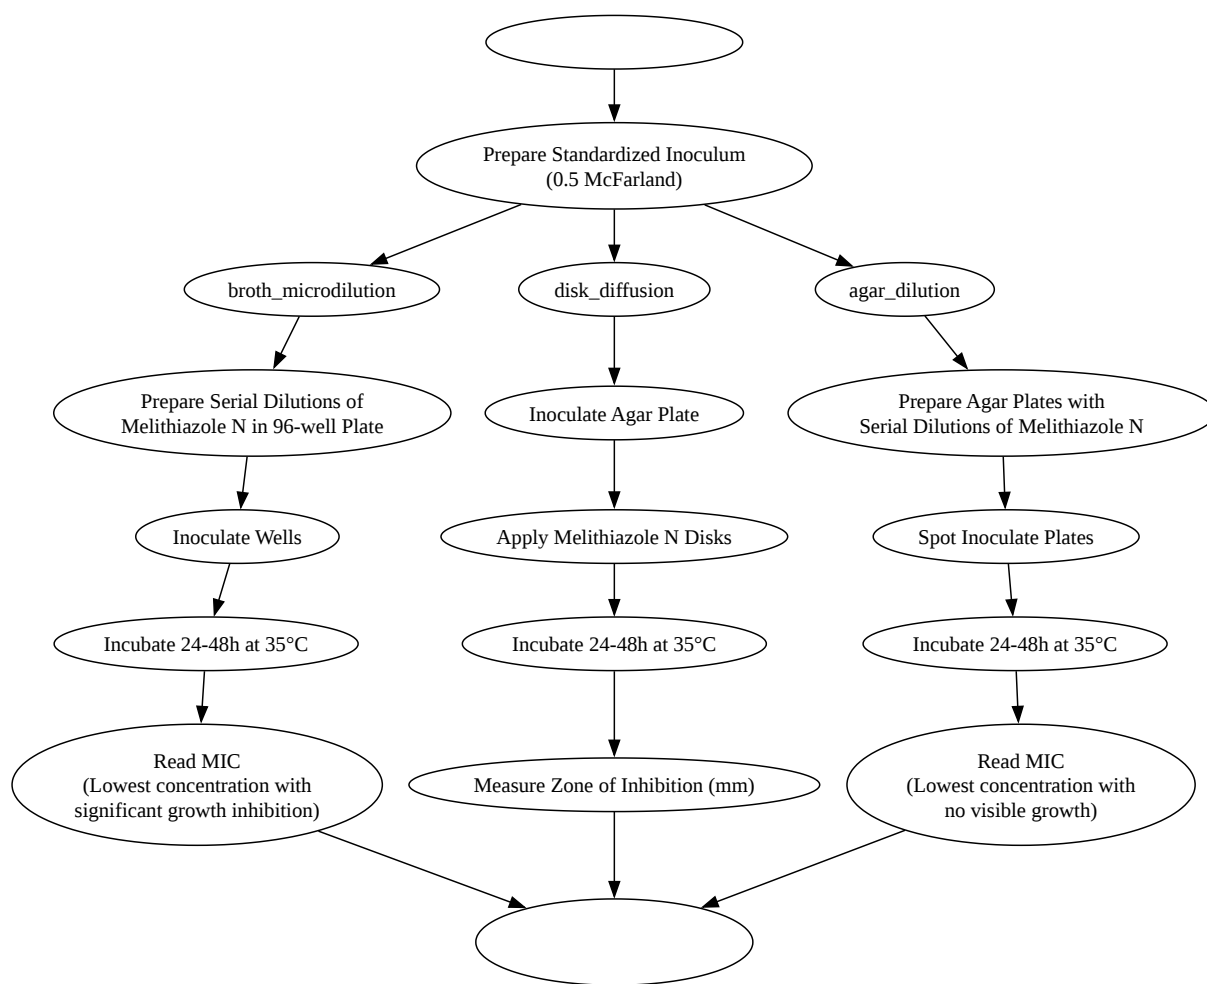 Prepare Standardized Inoculum
(0.5 McFarland)
broth_microdilution
disk_diffusion
agar_dilution
Prepare Serial Dilutions of
Melithiazole N in 96-well Plate
Inoculate Agar Plate
Prepare Agar Plates with
Serial Dilutions of Melithiazole N
Inoculate Wells
Apply Melithiazole N Disks
Spot Inoculate Plates
Incubate 24-48h at 35°C
Incubate 24-48h at 35°C
Incubate 24-48h at 35°C
Read MIC
(Lowest concentration with
significant growth inhibition)
Measure Zone of Inhibition (mm)
Read MIC
(Lowest concentration with
no visible growth)